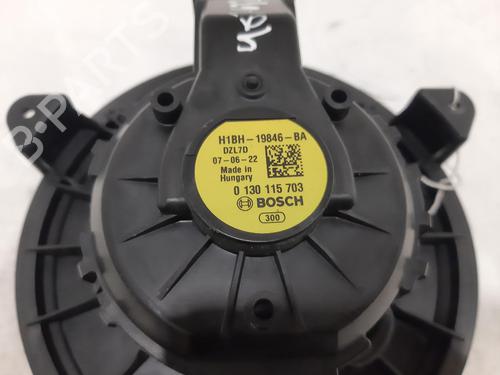 H1BH-19846-BA
DZL7D
07-06-22
Made in
Hungary
0 130 115 703
BOSCH
300
B-PARTS